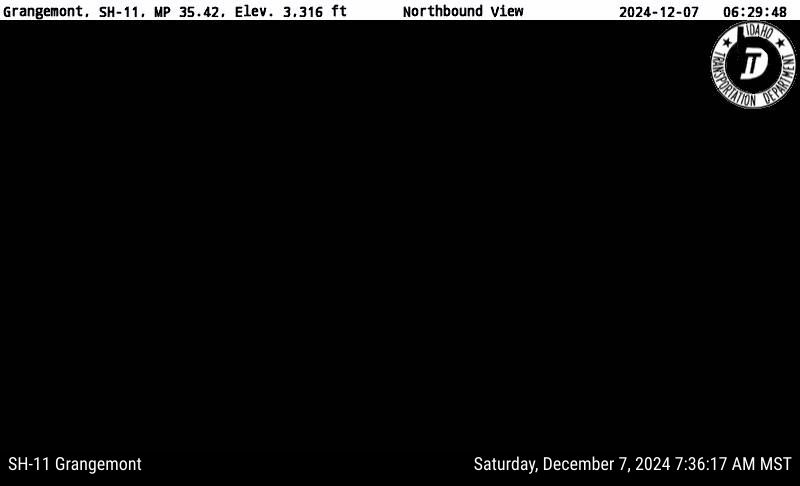 Grangemont, SH-11, MP 35.42, Elev. 3,316 ft Northbound View 2024-12-07 06:29:48
IDAHO
TRANSPORTATION DEPARTMENT
SH-11 Grangemont Saturday, December 7, 2024 7:36:17 AM MST